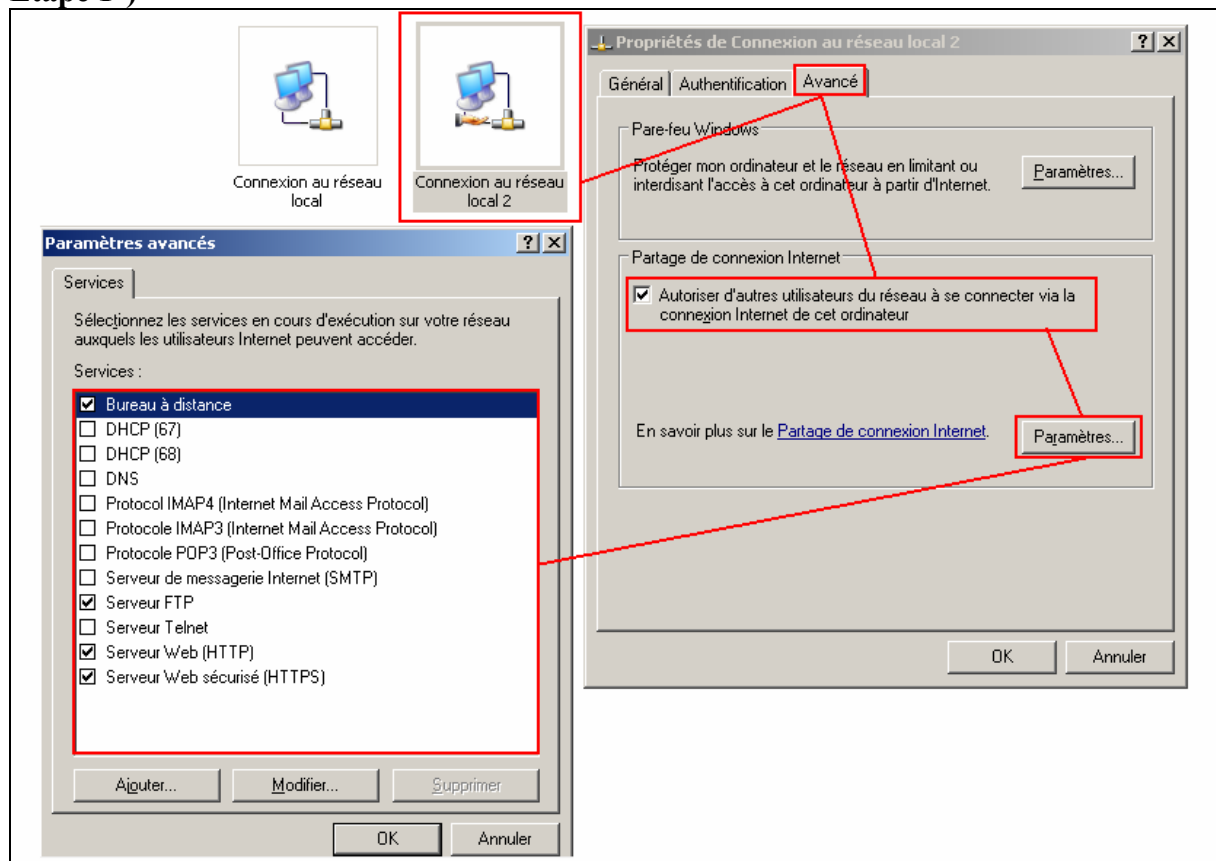 Etape 1 )
Connexion au réseau
local
Connexion au réseau
local 2
Propriétés de Connexion au réseau local 2
Général
Authentification
Avancé
Pare-feu Windows
Protéger mon ordinateur et le réseau en limitant ou
interdisant l'accès à cet ordinateur à partir d'Internet.
Paramètres...
Partage de connexion Internet
Autoriser d'autres utilisateurs du réseau à se connecter via la
connexion Internet de cet ordinateur
En savoir plus sur le Partage de connexion Internet.
Paramètres...
OK
Annuler
Paramètres avancés
Services
Sélectionnez les services en cours d'exécution sur votre réseau
auxquels les utilisateurs Internet peuvent accéder.
Services :
Bureau à distance
DHCP (67)
DHCP (68)
DNS
Protocol IMAP4 (Internet Mail Access Protocol)
Protocole IMAP3 (Internet Mail Access Protocol)
Protocole POP3 (Post-Office Protocol)
Serveur de messagerie Internet (SMTP)
Serveur FTP
Serveur Telnet
Serveur Web (HTTP)
Serveur Web sécurisé (HTTPS)
Ajouter...
Modifier...
Supprimer
OK
Annuler